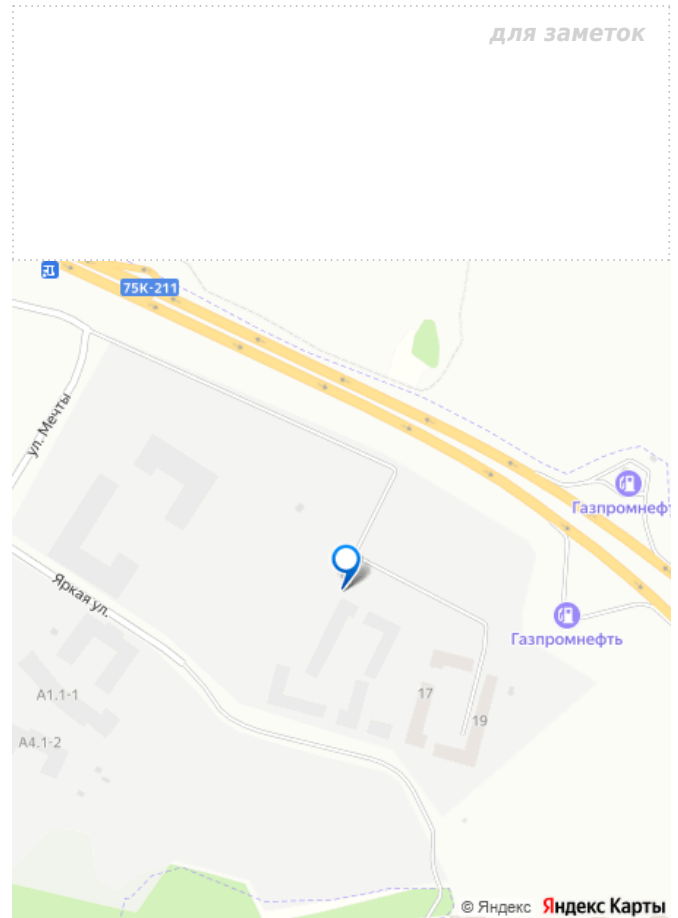 для заметок
75К-211
ул. Мечты
Газпромнеф
Яркая ул.
Газпромнефть
17
А1.1-1
19
А4.1-2
© Яндекс Яндекс Карты